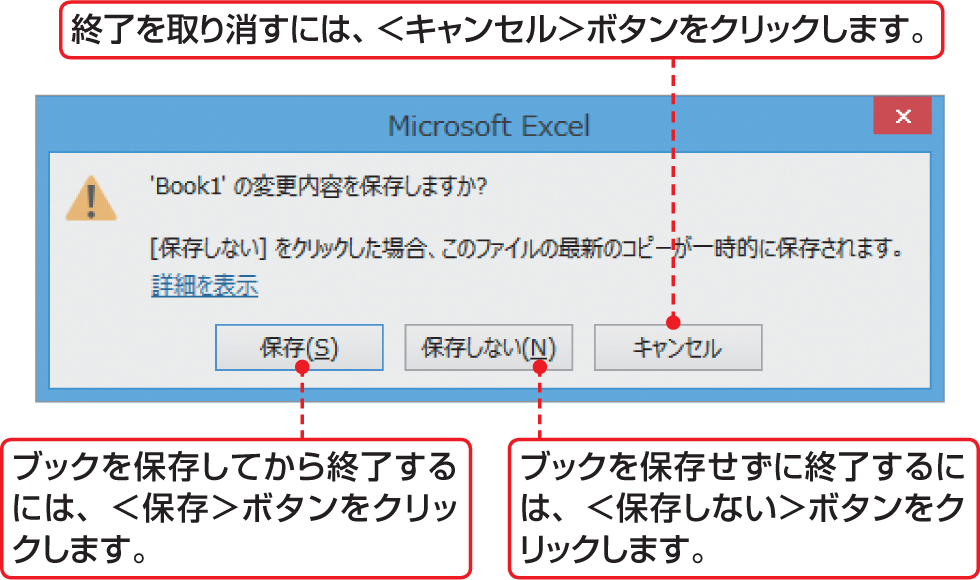 終了を取り消すには、＜キャンセル＞ボタンをクリックします。
Microsoft Excel
'Book1' の変更内容を保存しますか?
[保存しない] をクリックした場合、このファイルの最新のコピーが一時的に保存されます。
詳細を表示
保存(S) 保存しない(N) キャンセル
ブックを保存してから終了する
には、＜保存＞ボタンをクリッ
クします。
ブックを保存せずに終了するに
は、＜保存しない＞ボタンをク
リックします。